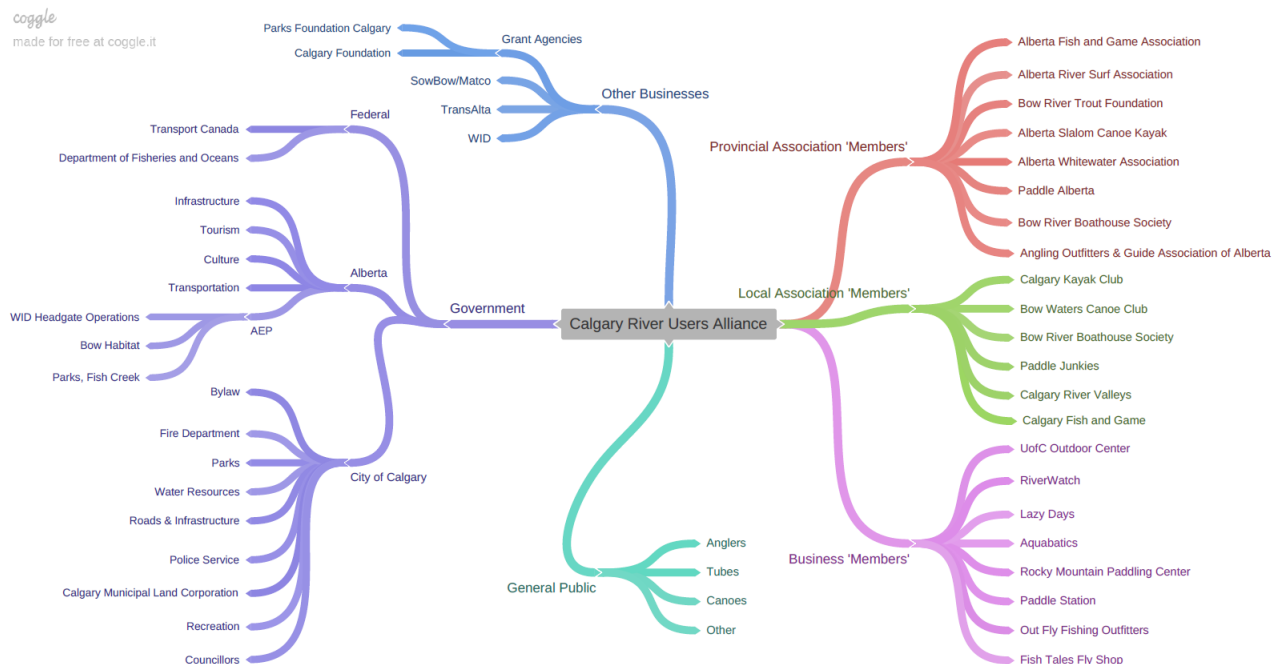 coggle
made for free at coggle.it
Parks Foundation Calgary
Calgary Foundation
Grant Agencies
SowBow/Matco
TransAlta
WID
Other Businesses
Federal
Transport Canada
Department of Fisheries and Oceans
Infrastructure
Tourism
Culture
Transportation
Alberta
WID Headgate Operations
Bow Habitat
Parks, Fish Creek
AEP
Government
Bylaw
Fire Department
Parks
Water Resources
Roads & Infrastructure
Police Service
Calgary Municipal Land Corporation
Recreation
Councillors
City of Calgary
Calgary River Users Alliance
General Public
Anglers
Tubes
Canoes
Other
Provincial Association 'Members'
Alberta Fish and Game Association
Alberta River Surf Association
Bow River Trout Foundation
Alberta Slalom Canoe Kayak
Alberta Whitewater Association
Paddle Alberta
Bow River Boathouse Society
Angling Outfitters & Guide Association of Alberta
Local Association 'Members'
Calgary Kayak Club
Bow Waters Canoe Club
Bow River Boathouse Society
Paddle Junkies
Calgary River Valleys
Calgary Fish and Game
Business 'Members'
UofC Outdoor Center
RiverWatch
Lazy Days
Aquabatics
Rocky Mountain Paddling Center
Paddle Station
Out Fly Fishing Outfitters
Fish Tales Fly Shop